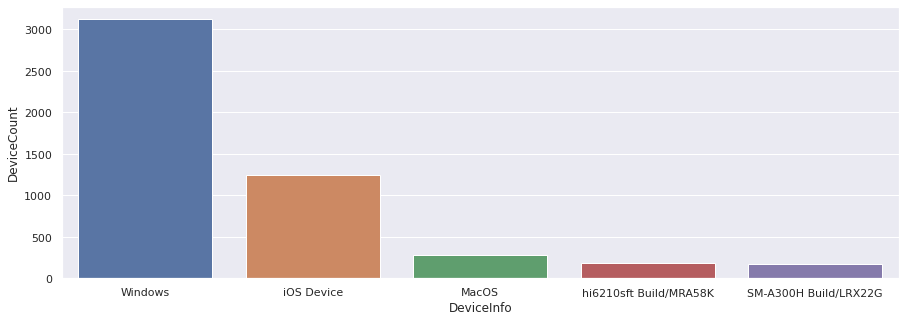 3000
2500
2000
1500
1000
500
0
DeviceCount
Windows
iOS Device
MacOS
hi6210sft Build/MRA58K
SM-A300H Build/LRX22G
DeviceInfo